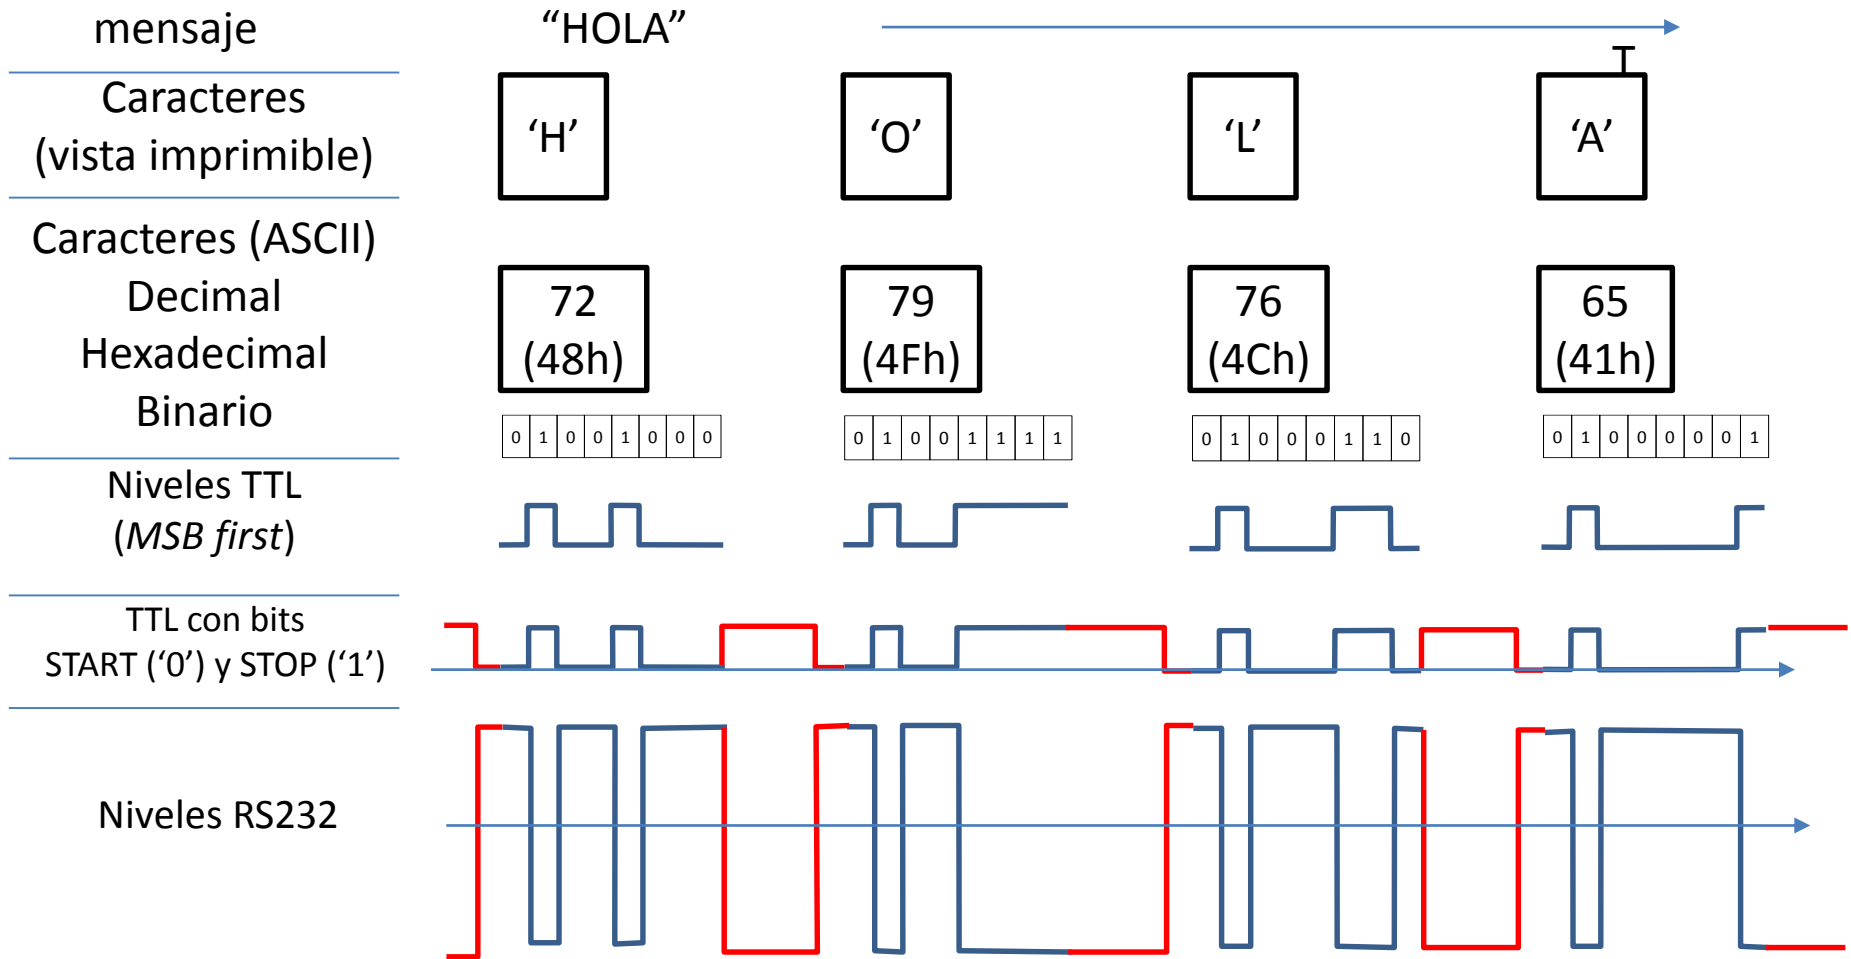 mensaje
“HOLA”
T
Caracteres
(vista imprimible)
‘H’
‘O’
‘L’
‘A’
Caracteres (ASCII)
Decimal
Hexadecimal
Binario
72
(48h)
79
(4Fh)
76
(4Ch)
65
(41h)
0 1 0 0 1 0 0 0
0 1 0 0 1 1 1 1
0 1 0 0 0 1 1 0
0 1 0 0 0 0 0 1
Niveles TTL
(MSB first)
TTL con bits
START (‘0’) y STOP (‘1’)
Niveles RS232